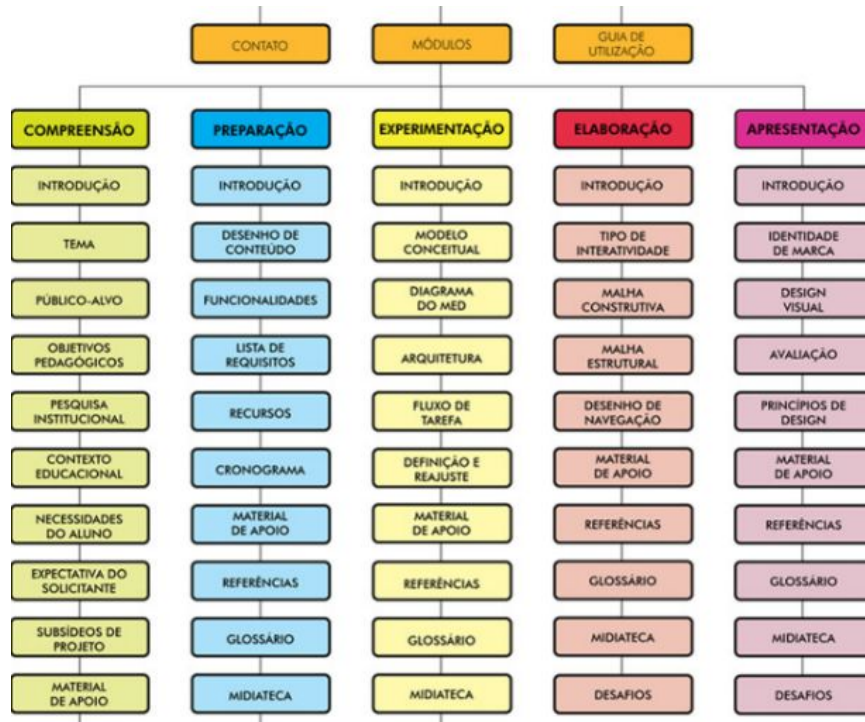 CONTATO
MÓDULOS
GUIA DE
UTILIZAÇÃO
COMPREENSÃO
INTRODUÇÃO
TEMA
PÚBLICO-ALVO
OBJETIVOS
PEDAGÓGICOS
PESQUISA
INSTITUCIONAL
CONTEXTO
EDUCACIONAL
NECESSIDADES
DO ALUNO
EXPECTATIVA DO
SOLICITANTE
SUBSÍDEOS DE
PROJETO
MATERIAL
DE APOIO
PREPARAÇÃO
INTRODUÇÃO
DESENHO DE
CONTEÚDO
FUNCIONALIDADES
LISTA DE
REQUISITOS
RECURSOS
CRONOGRAMA
MATERIAL
DE APOIO
REFERÊNCIAS
GLOSSÁRIO
MIDIATECA
EXPERIMENTAÇÃO
INTRODUÇÃO
MODELO
CONCEITUAL
DIAGRAMA
DO MED
ARQUITETURA
FLUXO DE
TAREFA
DEFINIÇÃO E
REAJUSTE
MATERIAL
DE APOIO
REFERÊNCIAS
GLOSSÁRIO
MIDIATECA
ELABORAÇÃO
INTRODUÇÃO
TIPO DE
INTERATIVIDADE
MALHA
CONSTRUTIVA
MALHA
ESTRUTURAL
DESENHO DE
NAVEGAÇÃO
MATERIAL
DE APOIO
REFERÊNCIAS
GLOSSÁRIO
MIDIATECA
DESAFIOS
APRESENTAÇÃO
INTRODUÇÃO
IDENTIDADE
DE MARCA
DESIGN
VISUAL
AVALIAÇÃO
PRINCÍPIOS DE
DESIGN
MATERIAL
DE APOIO
REFERÊNCIAS
GLOSSÁRIO
MIDIATECA
DESAFIOS